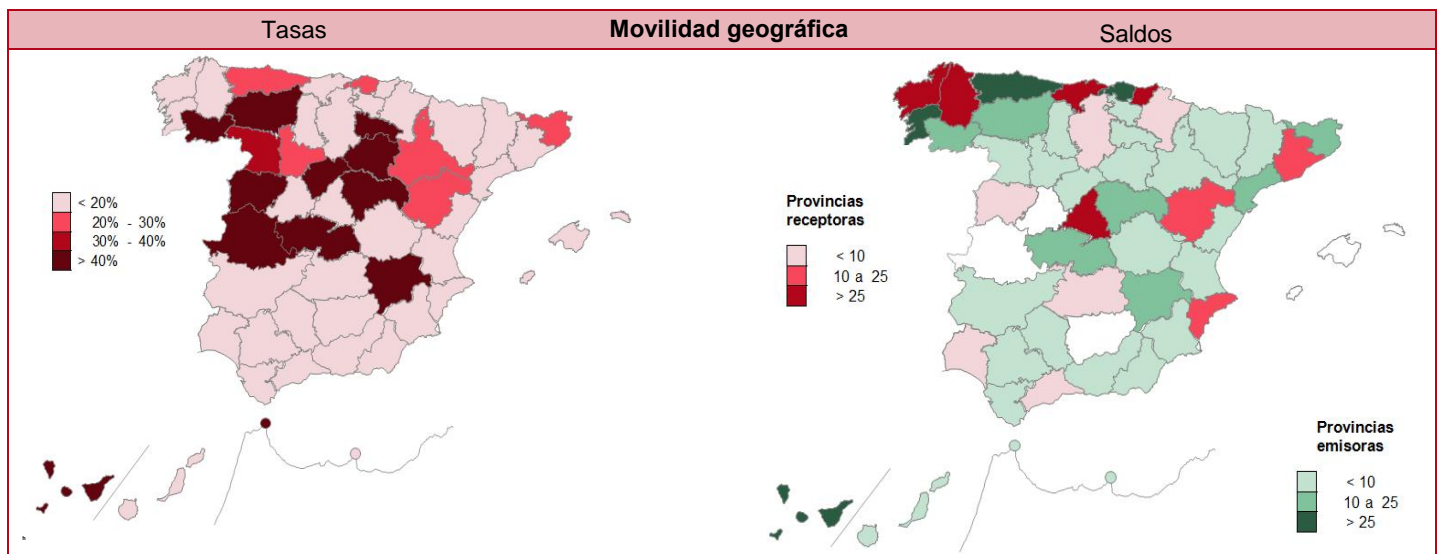 Tasas
Movilidad geográfica
Saldos
< 20%
20% - 30%
30% - 40%
> 40%
Provincias
receptoras
< 10
10 a 25
> 25
Provincias
emisoras
< 10
10 a 25
> 25